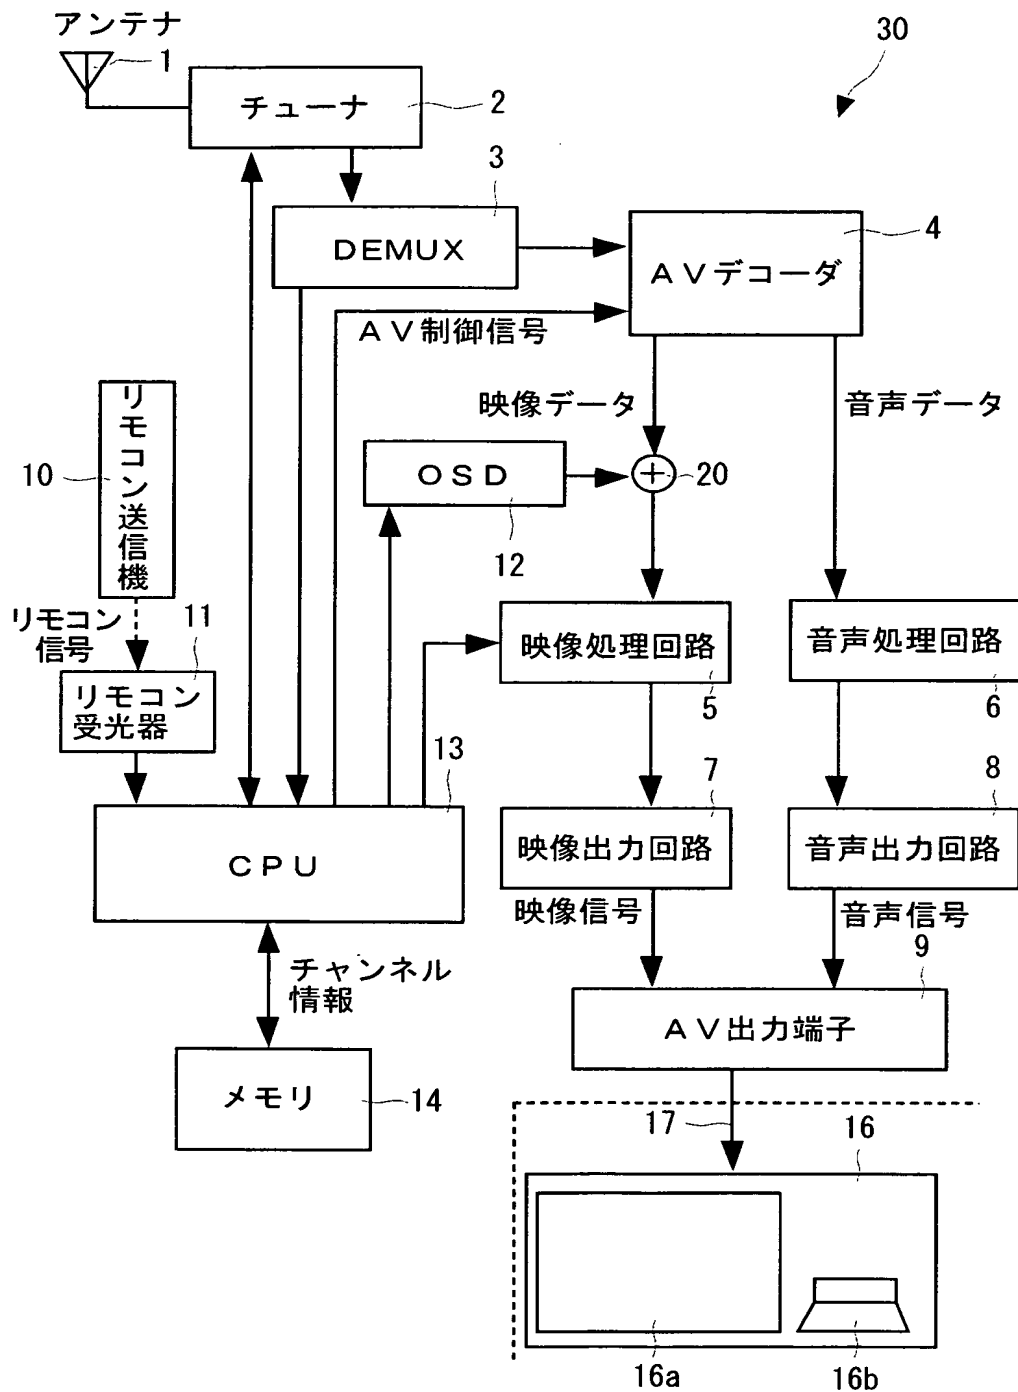 アンテナ
1
30
チューナ
2
3
DEMUX
4
AVデコーダ
AV制御信号
映像データ
音声データ
リモコン送信機
10
OSD
20
12
リモコン
信号
11
映像処理回路
音声処理回路
リモコン
受光器
5
6
13
7
8
CPU
映像出力回路
音声出力回路
映像信号
音声信号
9
チャンネル
情報
AV出力端子
メモリ
14
17
16
16a
16b